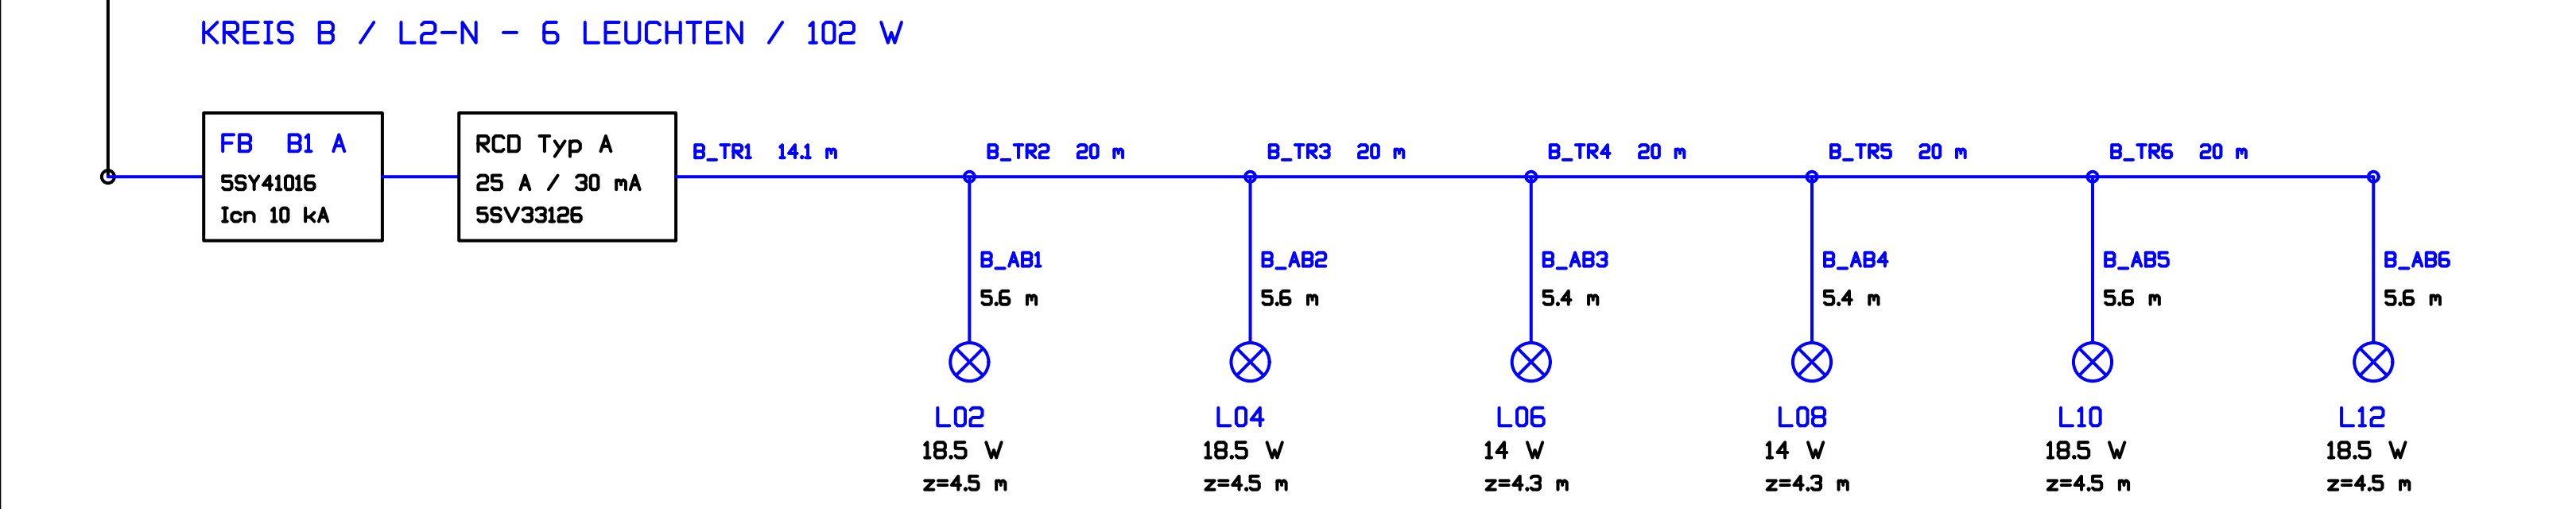 KREIS B / L2-N - 6 LEUCHTEN / 102 W
FB B1 A
5SY41016
Icn 10 kA
RCD Typ A
25 A / 30 mA
5SV33126
B_TR1 14.1 m
B_TR2 20 m
B_TR3 20 m
B_TR4 20 m
B_TR5 20 m
B_TR6 20 m
B_AB1
5.6 m
B_AB2
5.6 m
B_AB3
5.4 m
B_AB4
5.4 m
B_AB5
5.6 m
B_AB6
5.6 m
L02
18.5 W
z=4.5 m
L04
18.5 W
z=4.5 m
L06
14 W
z=4.3 m
L08
14 W
z=4.3 m
L10
18.5 W
z=4.5 m
L12
18.5 W
z=4.5 m